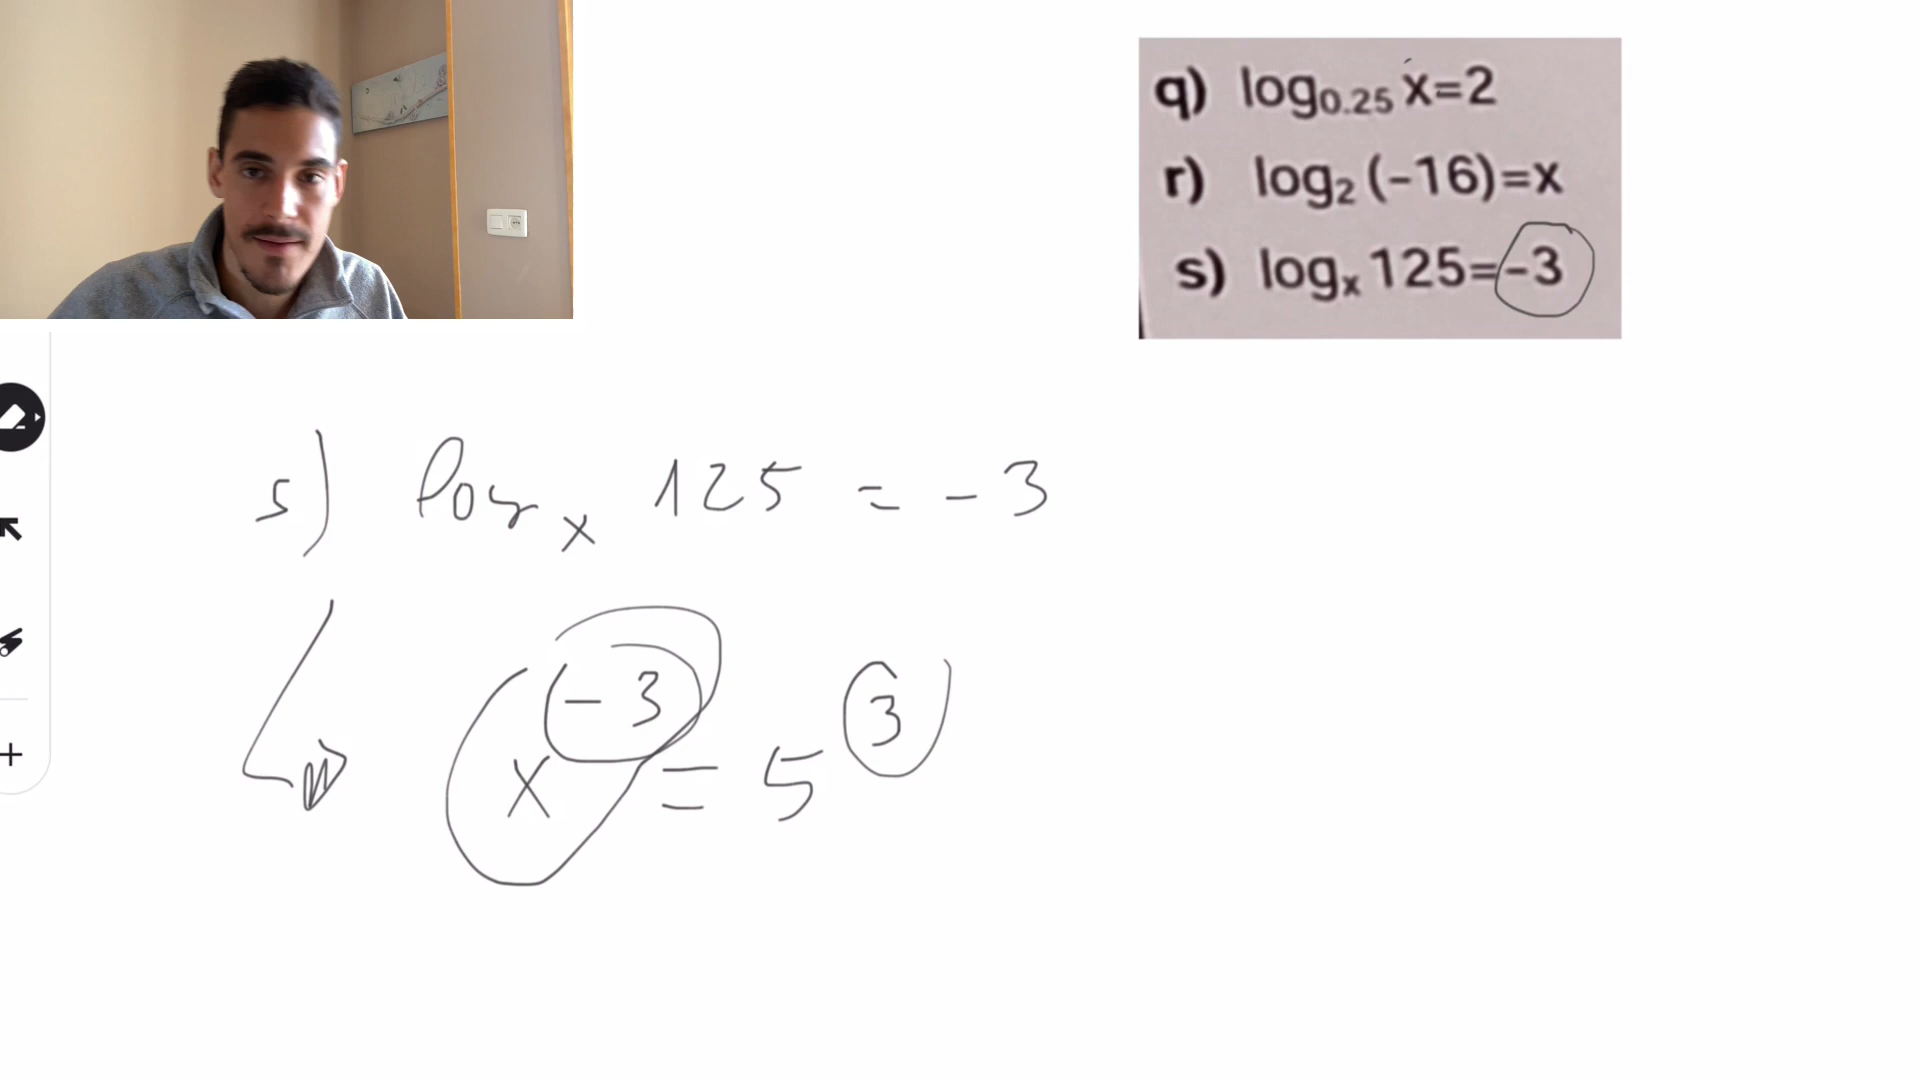 q) log₀.₂₅ x=2
r) log₂ (-16)=x
s) logₓ 125=-3
s) logₓ 125 = -3
x⁻³ = 5³